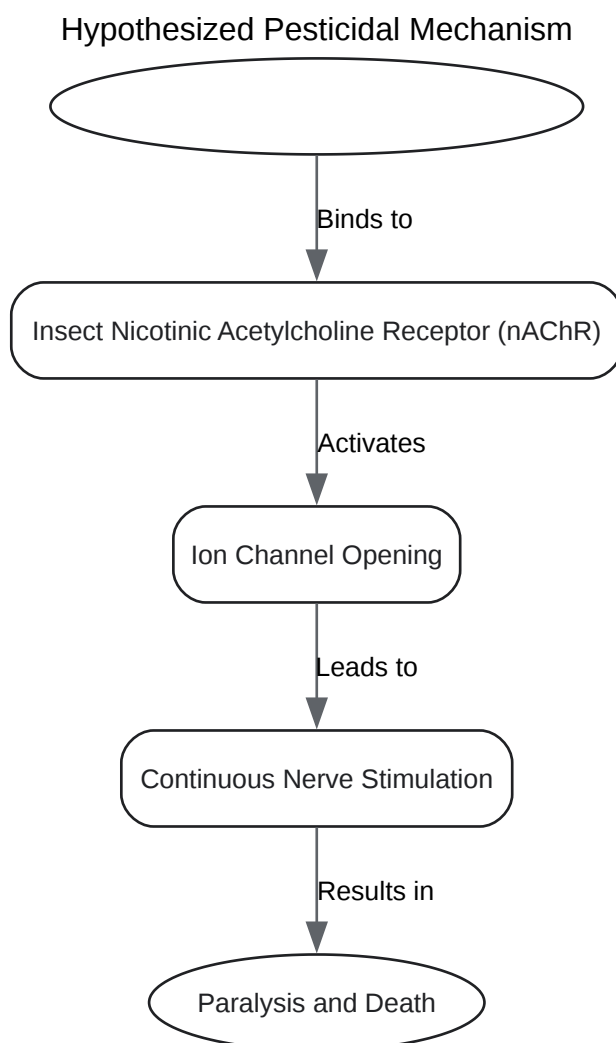 Hypothesized Pesticidal Mechanism
Binds to
Insect Nicotinic Acetylcholine Receptor (nAChR)
Activates
Ion Channel Opening
Leads to
Continuous Nerve Stimulation
Results in
Paralysis and Death